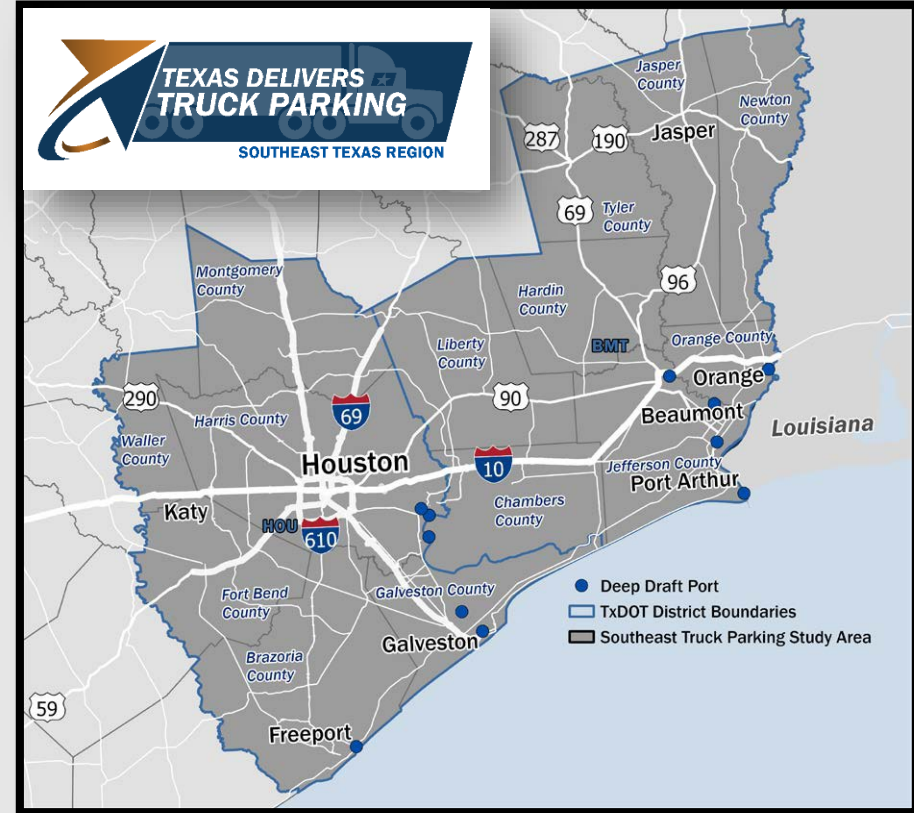 TEXAS DELIVERS
TRUCK PARKING
SOUTHEAST TEXAS REGION
Jasper
County
Newton
County
287
190
Jasper
69
Tyler
County
Montgomery
County
96
Hardin
County
Liberty
County
BMT
Orange County
290
69
90
Orange
Harris County
Beaumont
Waller
County
Louisiana
Houston
10
Jefferson County
Port Arthur
Katy
Chambers
County
HOU
610
Fort Bend
County
Galveston County
Galveston
Deep Draft Port
TxDOT District Boundaries
Southeast Truck Parking Study Area
Brazoria
County
59
Freeport